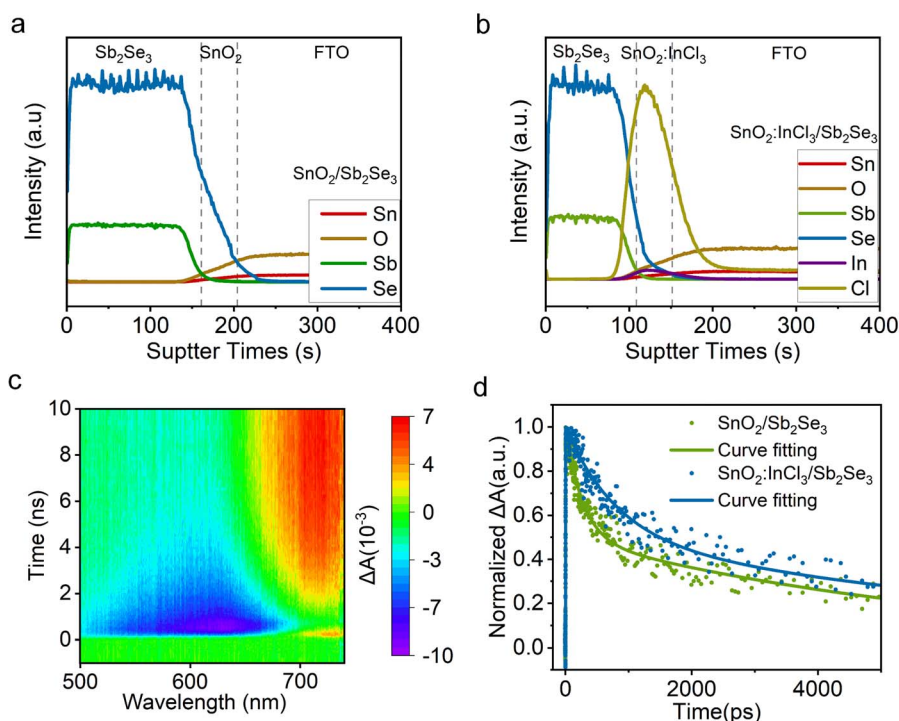 a
Sb₂Se₃
SnO₂
FTO
Intensity (a.u)
SnO₂/Sb₂Se₃
Sn
O
Sb
Se
0
100
200
300
400
Suptter Times (s)
b
Sb₂Se₃
SnO₂:InCl₃
FTO
Intensity (a.u.)
SnO₂:InCl₃/Sb₂Se₃
Sn
O
Sb
Se
In
Cl
0
100
200
300
400
Suptter Times (s)
c
10
8
6
4
2
0
Time (ns)
500
600
700
Wavelength (nm)
7
4
2
0
-3
-5
-7
-10
ΔA(10⁻³)
d
1.0
0.8
0.6
0.4
0.2
0.0
Normalized ΔA(a.u.)
SnO₂/Sb₂Se₃
Curve fitting
SnO₂:InCl₃/Sb₂Se₃
Curve fitting
0
2000
4000
Time(ps)